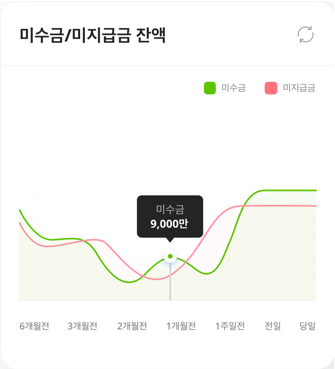 미수금/미지급금 잔액
미수금 미지급금
미수금
9,000만
6개월전 3개월전 2개월전 1개월전 1주일전 전일 당일